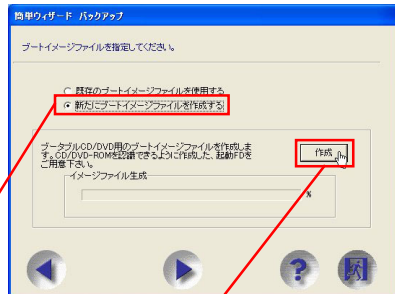 簡単ウィザード バックアップ
ブートイメージファイルを指定してください。
既存のブートイメージファイルを使用する
新たにブートイメージファイルを作成する
ブータブルCD/DVD用のブートイメージファイルを作成しま
す。CD/DVD-ROMを認識できるように作成した、起動FDを
ご用意下さい。
作成
イメージファイル生成
%
?